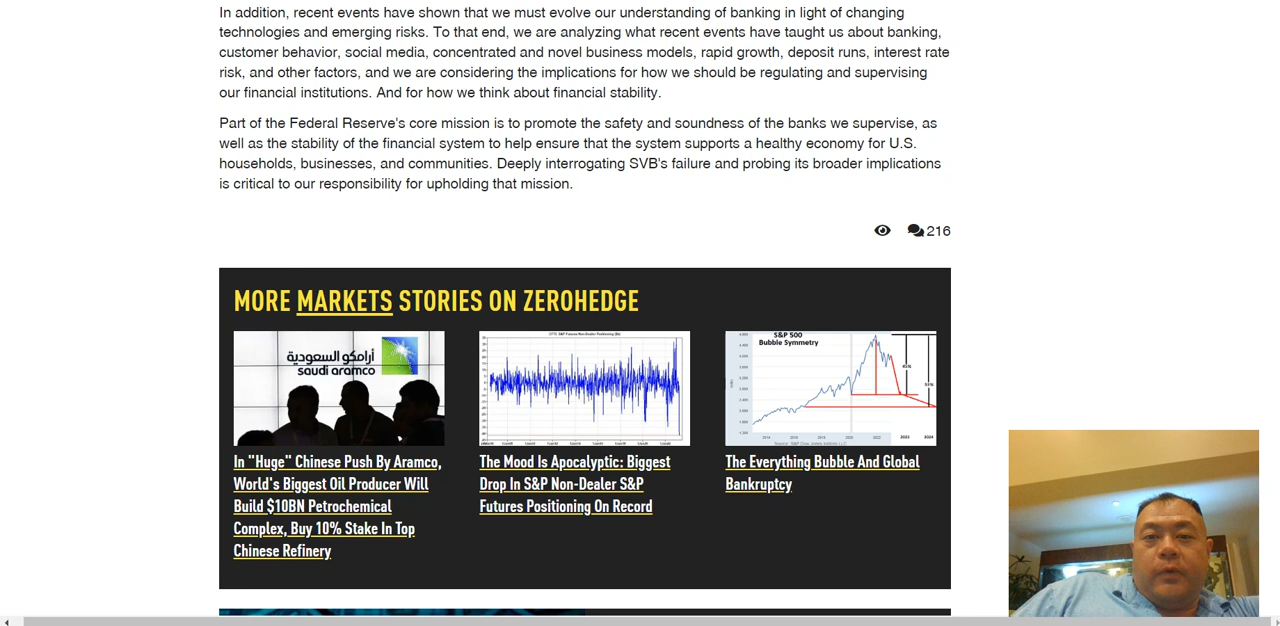 In addition, recent events have shown that we must evolve our understanding of banking in light of changing
technologies and emerging risks. To that end, we are analyzing what recent events have taught us about banking,
customer behavior, social media, concentrated and novel business models, rapid growth, deposit runs, interest rate
risk, and other factors, and we are considering the implications for how we should be regulating and supervising
our financial institutions. And for how we think about financial stability.
Part of the Federal Reserve's core mission is to promote the safety and soundness of the banks we supervise, as
well as the stability of the financial system to help ensure that the system supports a healthy economy for U.S.
households, businesses, and communities. Deeply interrogating SVB's failure and probing its broader implications
is critical to our responsibility for upholding that mission.
216
MORE MARKETS STORIES ON ZEROHEDGE
أرامكو السعودية
saudi aramco
In "Huge" Chinese Push By Aramco,
World's Biggest Oil Producer Will
Build $10BN Petrochemical
Complex, Buy 10% Stake In Top
Chinese Refinery
The Mood Is Apocalyptic: Biggest
Drop In S&P Non-Dealer S&P
Futures Positioning On Record
S&P 500
Bubble Symmetry
The Everything Bubble And Global
Bankruptcy